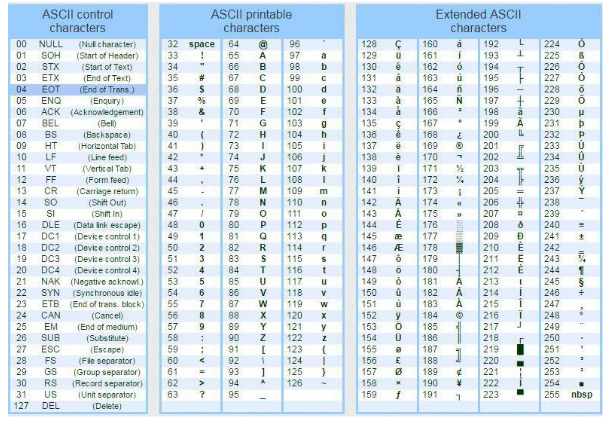 ASCII control characters
00 NULL (Null character)
01 SOH (Start of Header)
02 STX (Start of Text)
03 ETX (End of Text)
04 EOT (End of Trans.)
05 ENQ (Enquiry)
06 ACK (Acknowledgement)
07 BEL (Bell)
08 BS (Backspace)
09 HT (Horizontal Tab)
10 LF (Line feed)
11 VT (Vertical Tab)
12 FF (Form feed)
13 CR (Carriage return)
14 SO (Shift Out)
15 SI (Shift In)
16 DLE (Data link escape)
17 DC1 (Device control 1)
18 DC2 (Device control 2)
19 DC3 (Device control 3)
20 DC4 (Device control 4)
21 NAK (Negative acknowl.)
22 SYN (Synchronous idle)
23 ETB (End of trans. block)
24 CAN (Cancel)
25 EM (End of medium)
26 SUB (Substitute)
27 ESC (Escape)
28 FS (File separator)
29 GS (Group separator)
30 RS (Record separator)
31 US (Unit separator)
127 DEL (Delete)
ASCII printable characters
32 space 64 @ 96 `
33 ! 65 A 97 a
34 " 66 B 98 b
35 # 67 C 99 c
36 $ 68 D 100 d
37 % 69 E 101 e
38 & 70 F 102 f
39 ' 71 G 103 g
40 ( 72 H 104 h
41 ) 73 I 105 i
42 * 74 J 106 j
43 + 75 K 107 k
44 , 76 L 108 l
45 - 77 M 109 m
46 . 78 N 110 n
47 / 79 O 111 o
48 0 80 P 112 p
49 1 81 Q 113 q
50 2 82 R 114 r
51 3 83 S 115 s
52 4 84 T 116 t
53 5 85 U 117 u
54 6 86 V 118 v
55 7 87 W 119 w
56 8 88 X 120 x
57 9 89 Y 121 y
58 : 90 Z 122 z
59 ; 91 [ 123 {
60 < 92 \ 124 |
61 = 93 ] 125 }
62 > 94 ^ 126 ~
63 ? 95 _
Extended ASCII characters
128 Ç 160 á 192 └ 224 Ó
129 ü 161 í 193 ┴ 225 ß
130 é 162 ó 194 ┬ 226 Ô
131 â 163 ú 195 ├ 227 Ò
132 ä 164 ñ 196 ─ 228 õ
133 à 165 Ñ 197 ┼ 229 Õ
134 å 166 ª 198 ã 230 µ
135 ç 167 º 199 Ã 231 þ
136 ê 168 ¿ 200 ╚ 232 Þ
137 ë 169 ® 201 ╔ 233 Ú
138 è 170 ¬ 202 ╩ 234 Û
139 ï 171 ½ 203 ╦ 235 Ù
140 î 172 ¼ 204 ╠ 236 ý
141 ì 173 ¡ 205 ═ 237 Ý
142 Ä 174 « 206 ╬ 238 ¯
143 Å 175 » 207 ¤ 239 ´
144 É 176 ░ 208 ð 240 ≡
145 æ 177 ▒ 209 Ð 241 ±
146 Æ 178 ▓ 210 Ê 242 ‗
147 ô 179 │ 211 Ë 243 ¾
148 ö 180 ┤ 212 È 244 ¶
149 ò 181 Á 213 ı 245 §
150 û 182 Â 214 Í 246 ÷
151 ù 183 À 215 Î 247 ¸
152 ÿ 184 © 216 Ï 248 °
153 Ö 185 ╣ 217 ┘ 249 ¨
154 Ü 186 ║ 218 ┌ 250 ·
155 ø 187 ╗ 219 █ 251 ¹
156 £ 188 ╝ 220 ▄ 252 ³
157 Ø 189 ¢ 221 ¦ 253 ²
158 × 190 ¥ 222 Ì 254 ■
159 ƒ 191 ┐ 223 ▀ 255 nbsp